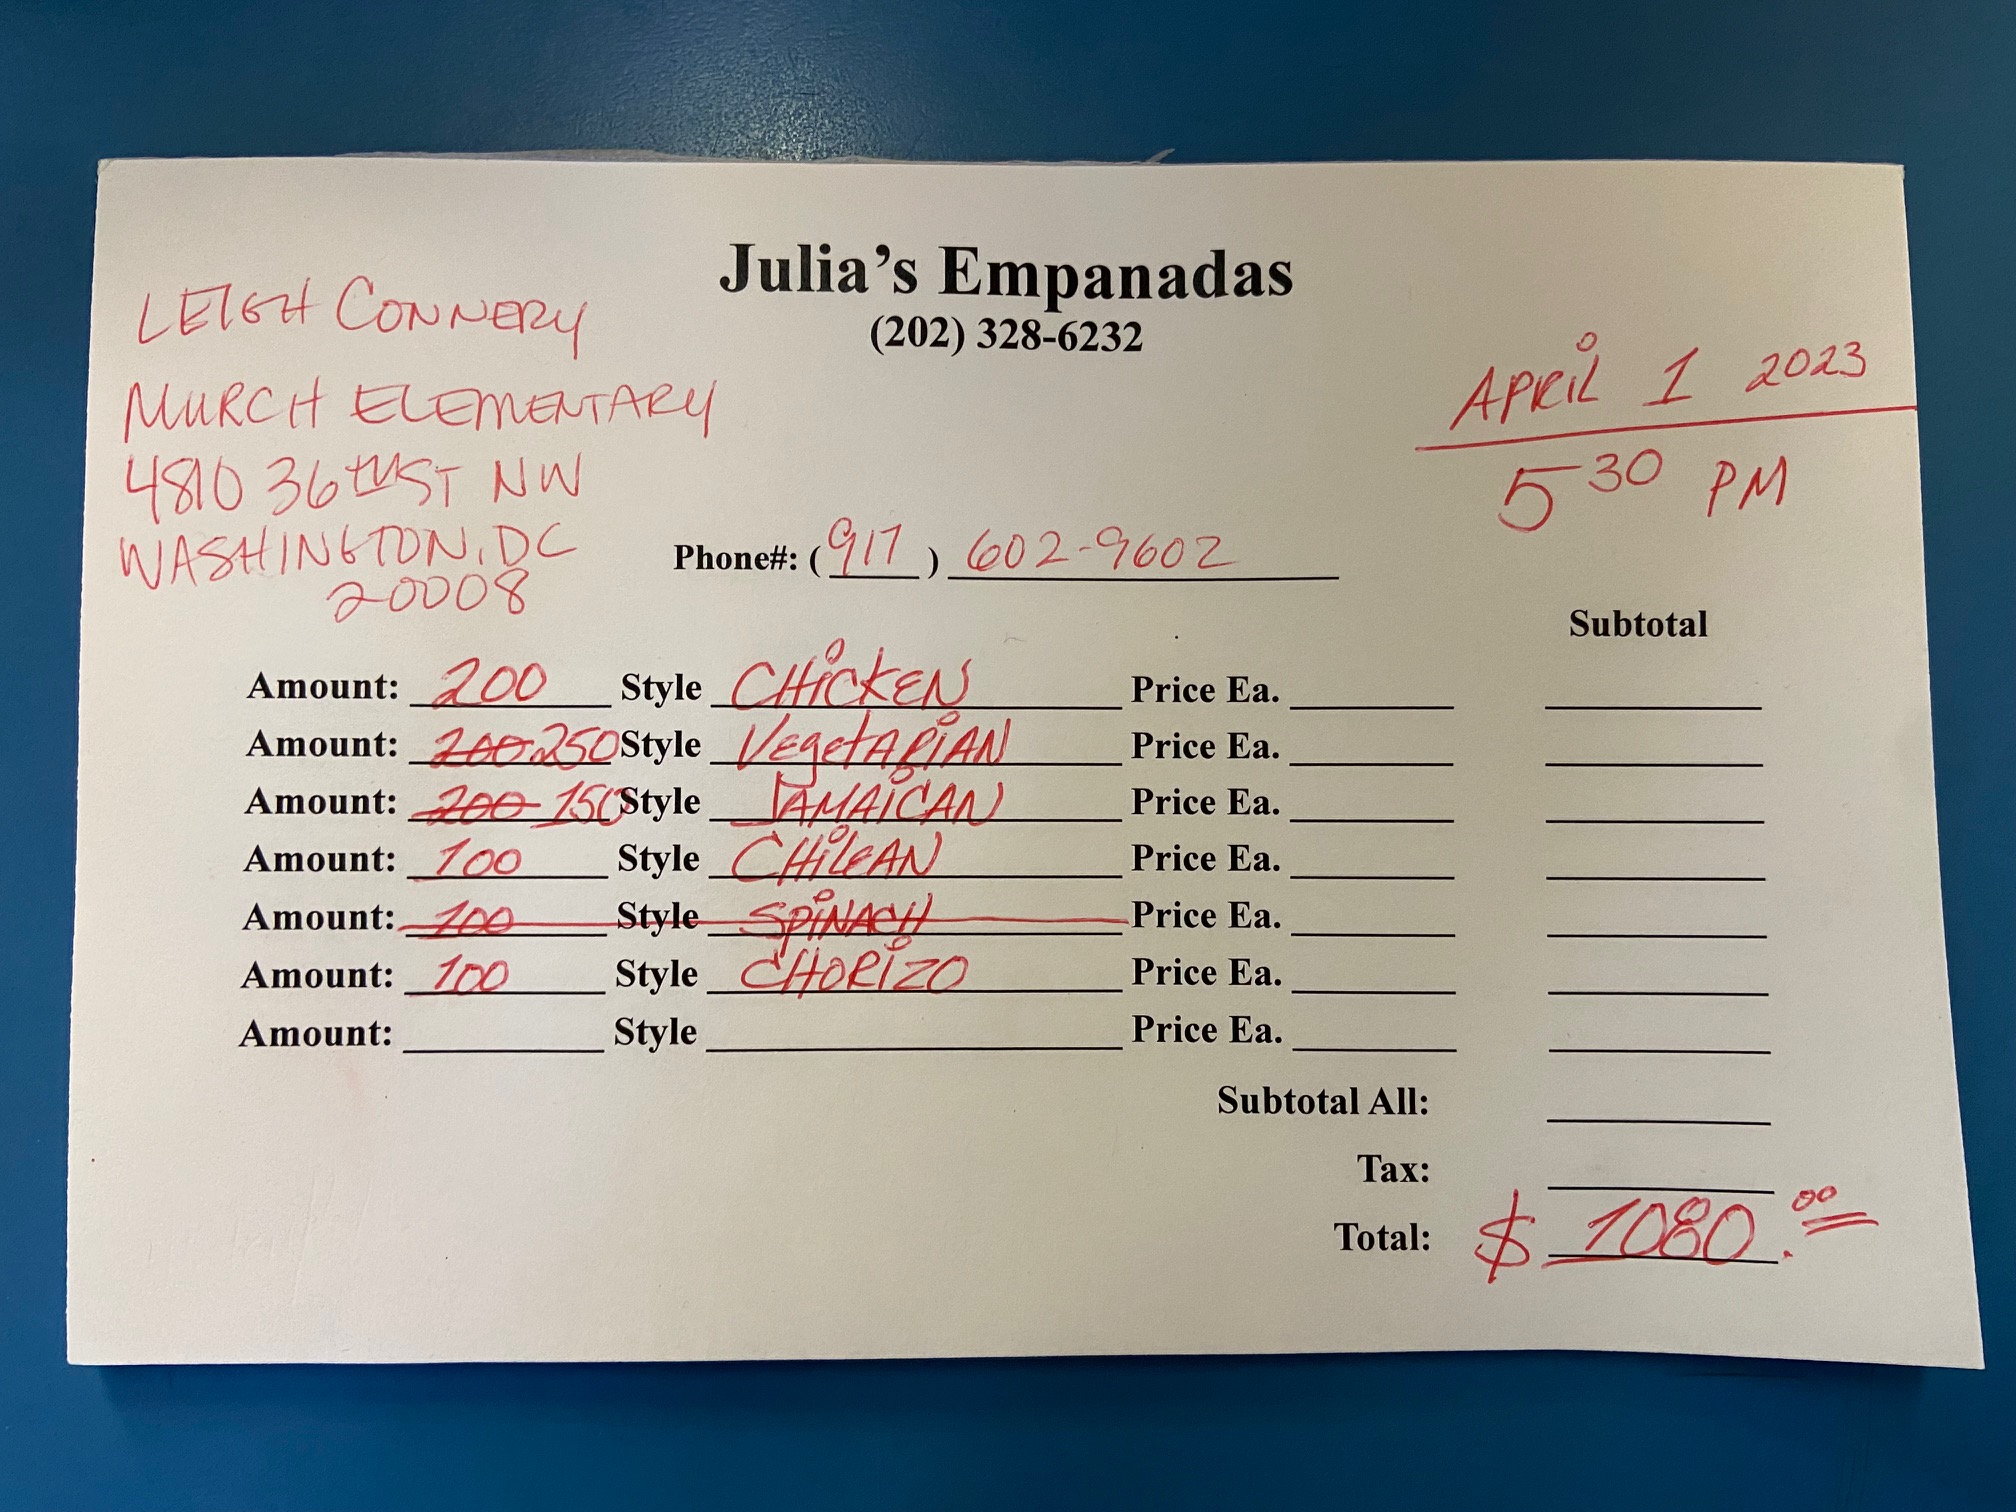 Julia's Empanadas
(202) 328-6232
LEIGH CONNERY
MURCH ELEMENTARY
4810 36th ST NW
WASHINGTON, DC
20008
APRiL 1 2023
5 30 PM
Phone#: (917) 602-9602
Subtotal
Amount: 200 Style CHiCKEN Price Ea.
Amount: 200 250 Style VegetARiAN Price Ea.
Amount: 200 150 Style JAMAiCAN Price Ea.
Amount: 100 Style CHiLEAN Price Ea.
Amount: 100 Style SPiNACH Price Ea.
Amount: 100 Style CHORiZO Price Ea.
Amount: Style Price Ea.
Subtotal All:
Tax:
Total: $ 1080.00